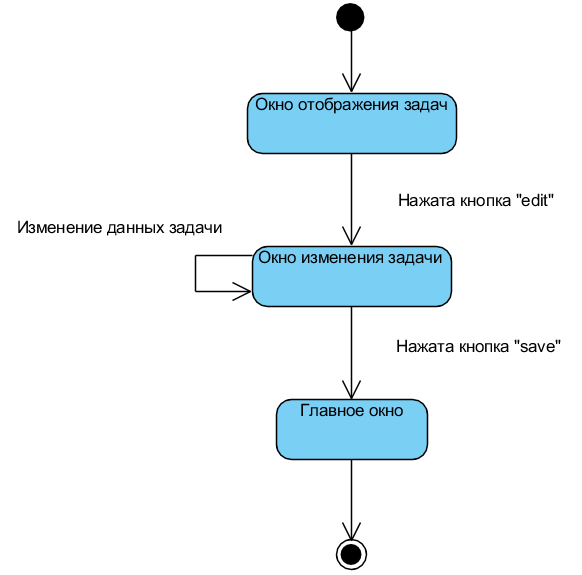 Окно отображения задач
Нажата кнопка "edit"
Изменение данных задачи
Окно изменения задачи
Нажата кнопка "save"
Главное окно